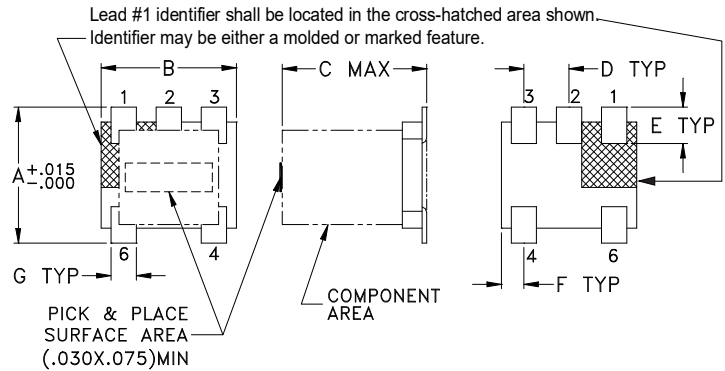 Lead #1 identifier shall be located in the cross-hatched area shown.
Identifier may be either a molded or marked feature.
B
C MAX
D TYP
1 2 3
3 2 1
E TYP
A +.015
-.000
6 4
4 6
G TYP
F TYP
COMPONENT
AREA
PICK & PLACE
SURFACE AREA
(.030X.075)MIN